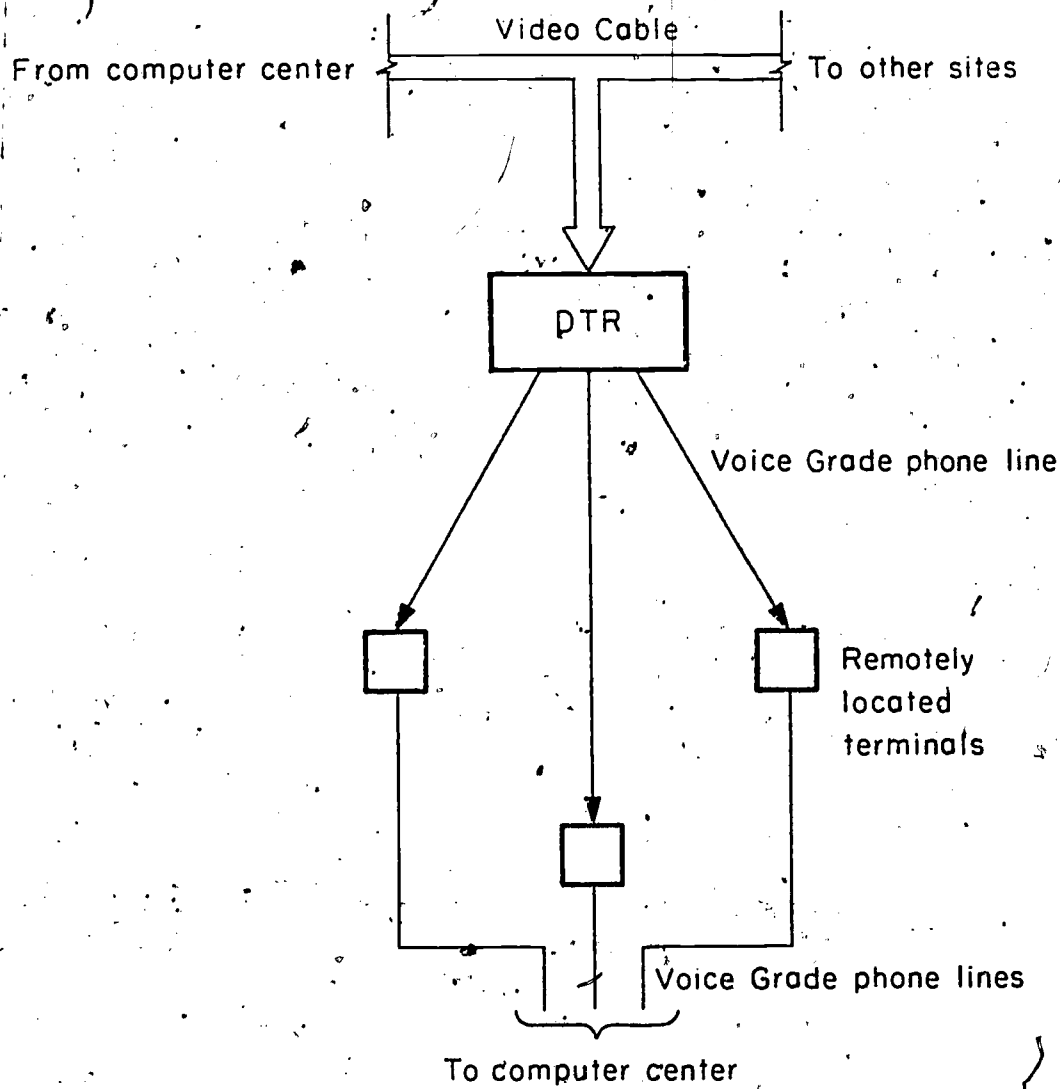 Video Cable
From computer center
To other sites
DTR
Voice Grade phone line
Remotely
located
terminals
Voice Grade phone lines
To computer center